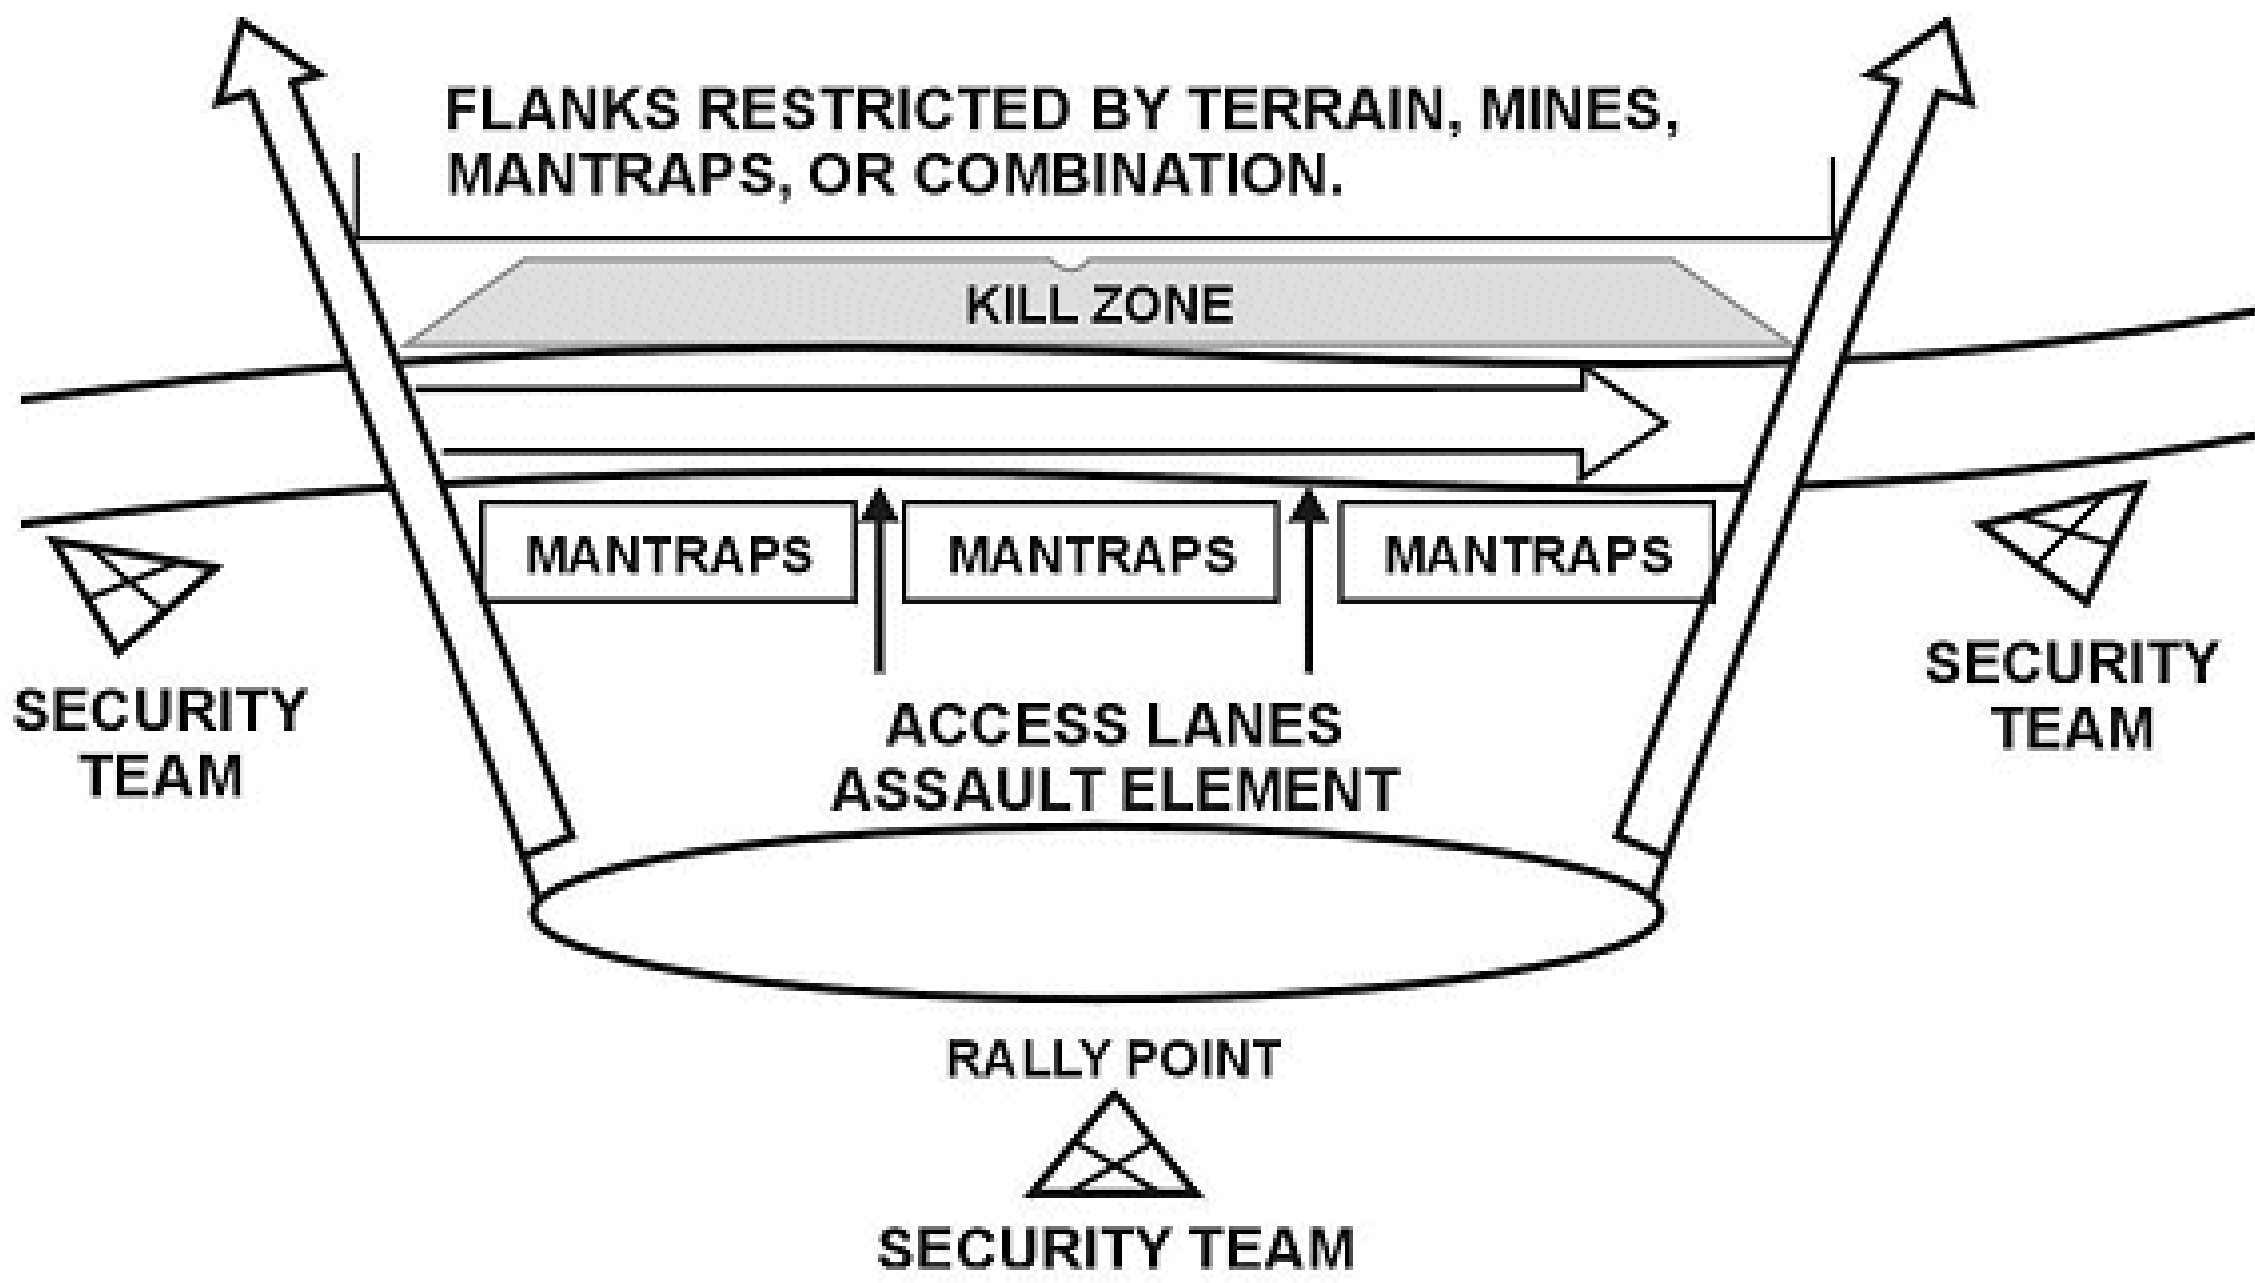 FLANKS RESTRICTED BY TERRAIN, MINES,
MANTRAPS, OR COMBINATION.
KILL ZONE
MANTRAPS
MANTRAPS
MANTRAPS
SECURITY
TEAM
ACCESS LANES
ASSAULT ELEMENT
SECURITY
TEAM
RALLY POINT
SECURITY TEAM